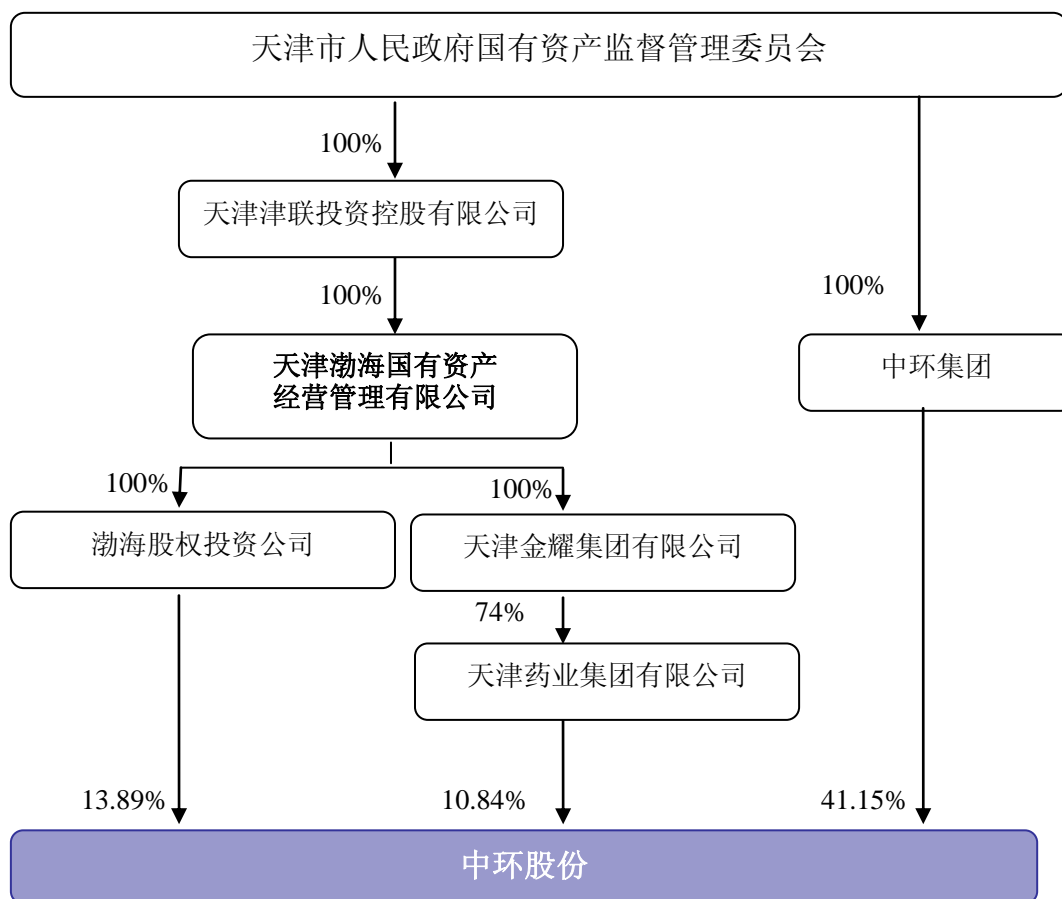 天津市人民政府国有资产监督管理委员会
100%
天津津联投资控股有限公司
100%
100%
天津渤海国有资产
经营管理有限公司
中环集团
100%
100%
渤海股权投资公司
天津金耀集团有限公司
74%
天津药业集团有限公司
13.89%
10.84%
41.15%
中环股份